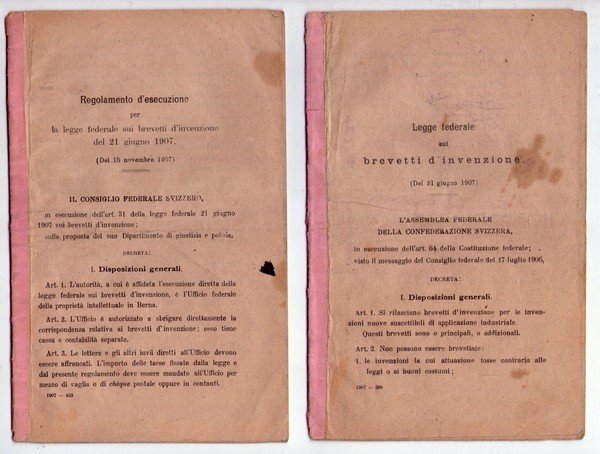 Regolamento d'esecuzione
per
la legge federale sui brevetti d'invenzione
del 21 giugno 1907.
(Del 15 novembre 1907)
IL CONSIGLIO FEDERALE SVIZZERO,
in esecuzione dell'art. 51 della legge federale 21 giugno
1907 sui brevetti d'invenzione;
sulla proposta del suo Dipartimento di giustizia e polizia,
DECRETA:
I. Disposizioni generali.
Art. 1. L'autorità, a cui è affidata l'esecuzione diretta della
legge federale sui brevetti d'invenzione, è l'Ufficio federale
della proprietà intellettuale in Berna.
Art. 2. L'Ufficio è autorizzato a sbrigare direttamente la
corrispondenza relativa ai brevetti d'invenzione; esso tiene
cassa e contabilità separate.
Art. 3. Le lettere e gli altri invii diretti all'Ufficio devono
essere affrancati. L'importo delle tasse fissate dalla legge e
dal presente regolamento deve essere mandato all'Ufficio per
mezzo di vaglia o di chèque postale oppure in contanti.
1907 — 455
Legge federale
sui
brevetti d'invenzione.
(Del 21 giugno 1907)
L'ASSEMBLEA FEDERALE
DELLA CONFEDERAZIONE SVIZZERA,
in esecuzione dell'art. 64 della Costituzione federale;
visto il messaggio del Consiglio federale del 17 luglio 1906,
DECRETA:
I. Disposizioni generali.
Art. 1. Si rilasciano brevetti d'invenzione per le inven-
zioni nuove suscettibili di applicazione industriale.
Questi brevetti sono o principali, o addizionali.
Art. 2. Non possono essere brevettate:
1. le invenzioni la cui attuazione fosse contraria alle
leggi o ai buoni costumi;
1907 — 389